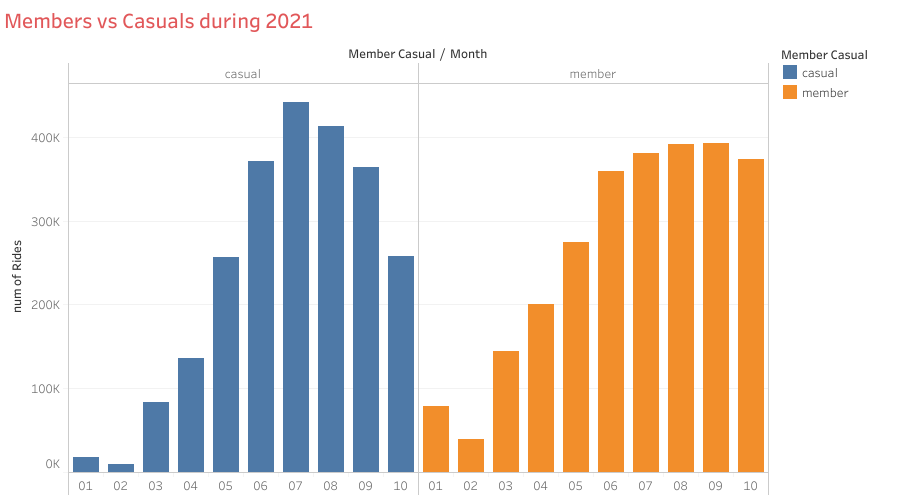 Members vs Casuals during 2021
Member Casual / Month
casual member
400K
300K
200K
100K
0K
num of Rides
01 02 03 04 05 06 07 08 09 10 01 02 03 04 05 06 07 08 09 10
Member Casual
casual
member